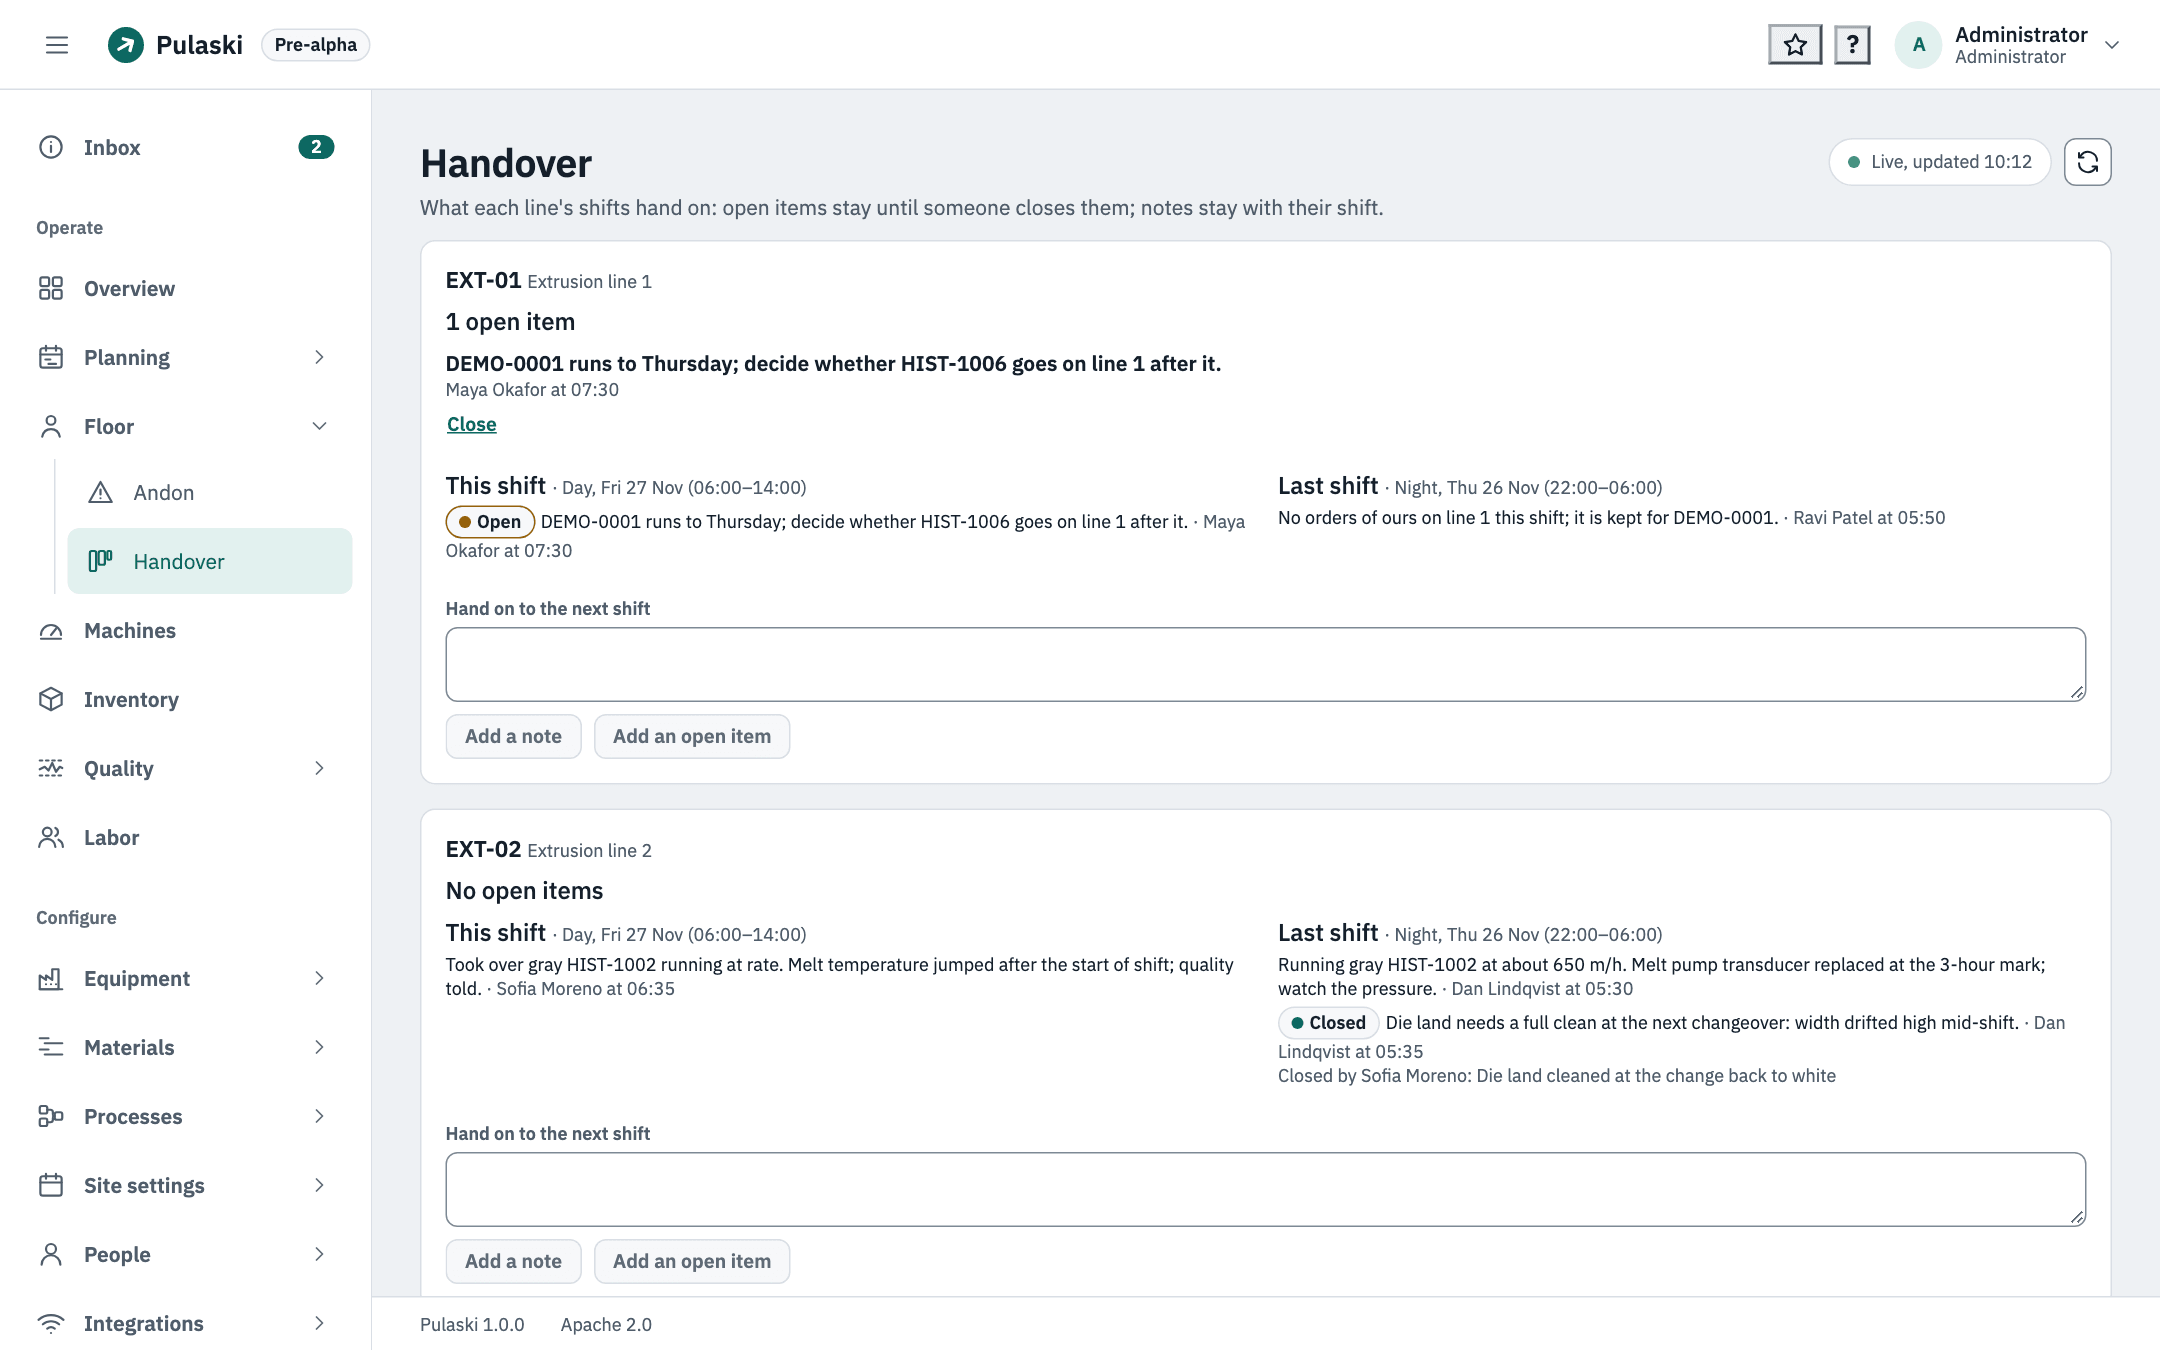 Pulaski
Pre-alpha
?
A
Administrator
Administrator
Inbox
2
Operate
Overview
Planning
Floor
Andon
Handover
Machines
Inventory
Quality
Labor
Configure
Equipment
Materials
Processes
Site settings
People
Integrations
Handover
Live, updated 10:12
What each line's shifts hand on: open items stay until someone closes them; notes stay with their shift.
EXT-01 Extrusion line 1
1 open item
DEMO-0001 runs to Thursday; decide whether HIST-1006 goes on line 1 after it.
Maya Okafor at 07:30
Close
This shift · Day, Fri 27 Nov (06:00–14:00)
Open DEMO-0001 runs to Thursday; decide whether HIST-1006 goes on line 1 after it. · Maya
Okafor at 07:30
Last shift · Night, Thu 26 Nov (22:00–06:00)
No orders of ours on line 1 this shift; it is kept for DEMO-0001. · Ravi Patel at 05:50
Hand on to the next shift
Add a note
Add an open item
EXT-02 Extrusion line 2
No open items
This shift · Day, Fri 27 Nov (06:00–14:00)
Took over gray HIST-1002 running at rate. Melt temperature jumped after the start of shift; quality
told. · Sofia Moreno at 06:35
Last shift · Night, Thu 26 Nov (22:00–06:00)
Running gray HIST-1002 at about 650 m/h. Melt pump transducer replaced at the 3-hour mark;
watch the pressure. · Dan Lindqvist at 05:30
Closed Die land needs a full clean at the next changeover: width drifted high mid-shift. · Dan
Lindqvist at 05:35
Closed by Sofia Moreno: Die land cleaned at the change back to white
Hand on to the next shift
Add a note
Add an open item
Pulaski 1.0.0
Apache 2.0